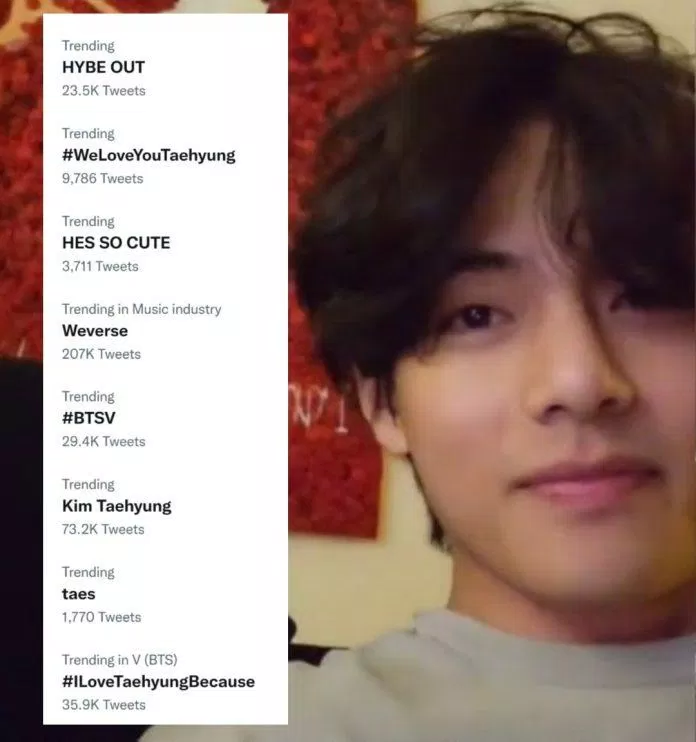 Trending
HYBE OUT
23.5K Tweets
Trending
#WeLoveYouTaehyung
9,786 Tweets
Trending
HES SO CUTE
3,711 Tweets
Trending in Music industry
Weverse
207K Tweets
Trending
#BTSV
29.4K Tweets
Trending
Kim Taehyung
73.2K Tweets
Trending
taes
1,770 Tweets
Trending in V (BTS)
#ILoveTaehyungBecause
35.9K Tweets